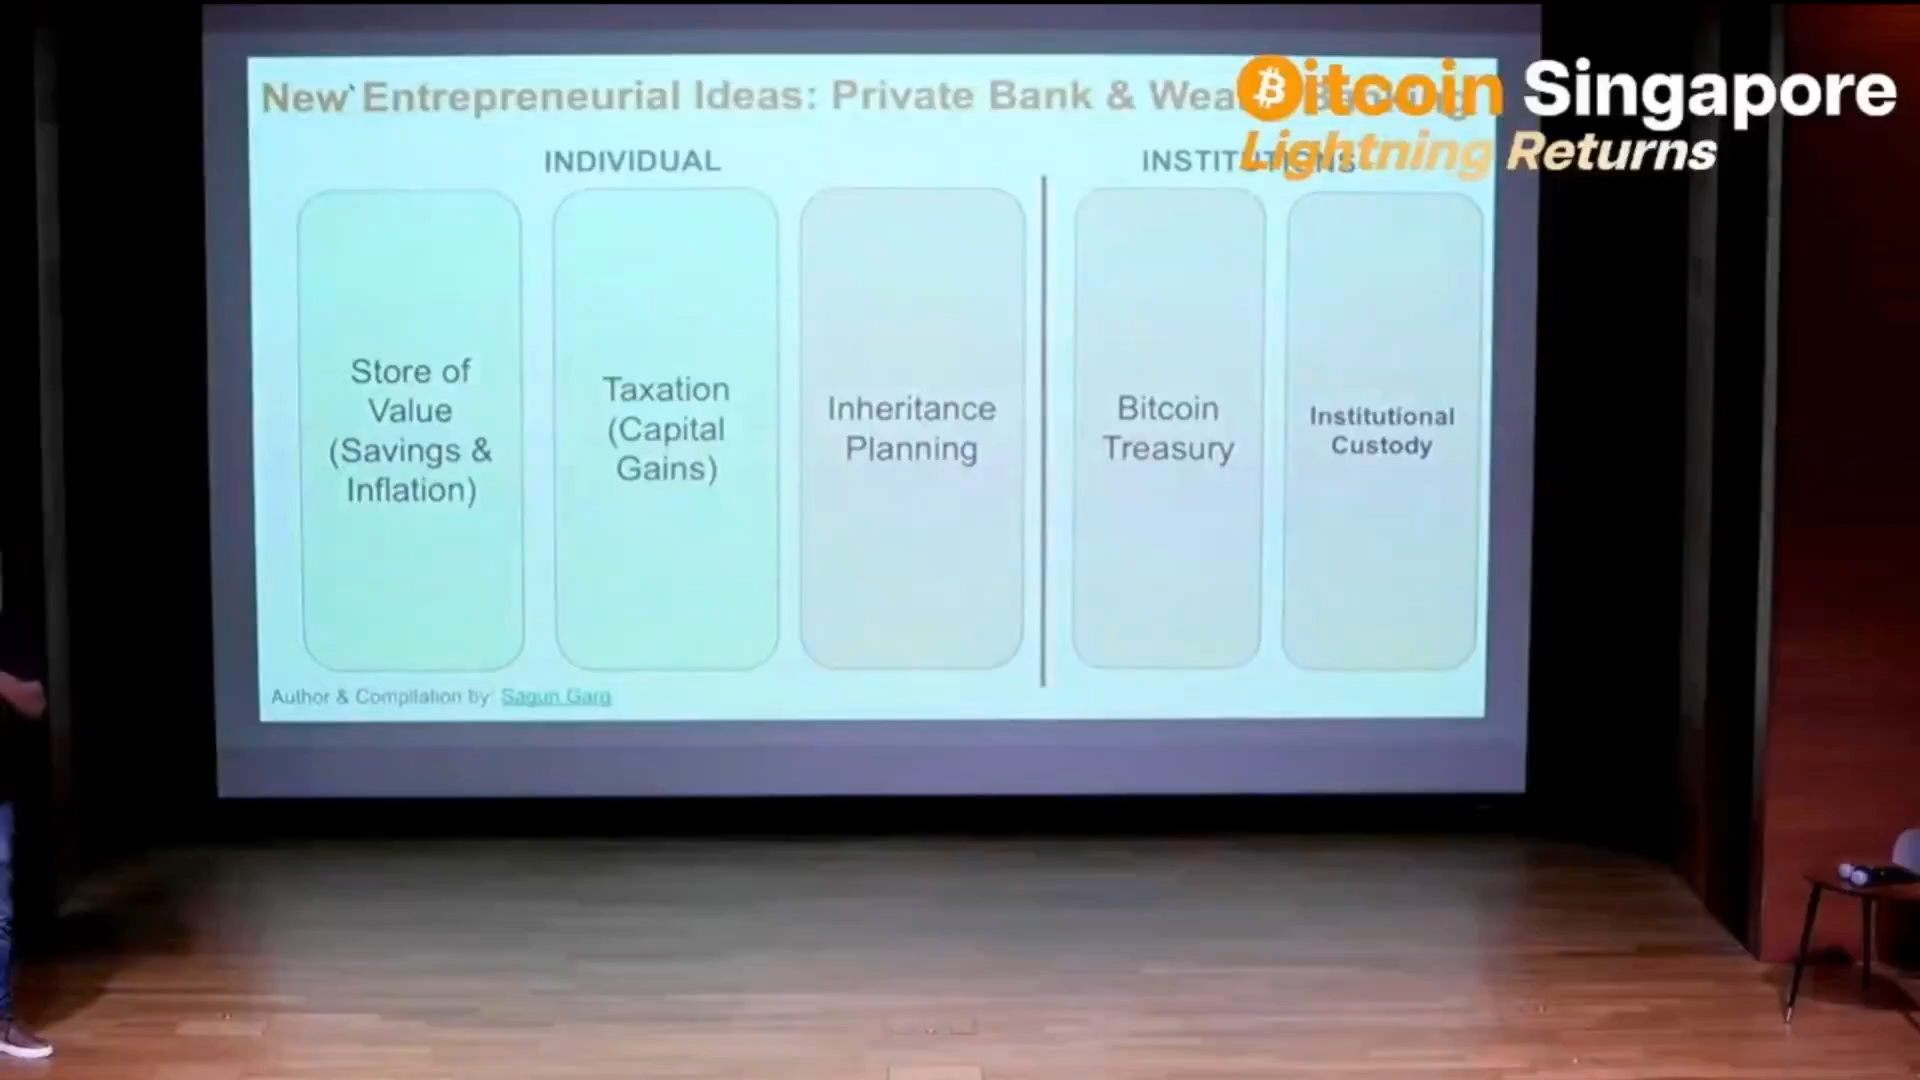 New Entrepreneurial Ideas: Private Bank & Wea
Bitcoin Singapore
Lightning Returns
INDIVIDUAL
INSTITUTIONS
Store of
Value
(Savings &
Inflation)
Taxation
(Capital
Gains)
Inheritance
Planning
Bitcoin
Treasury
Institutional
Custody
Author & Compilation by: Sagun Garg